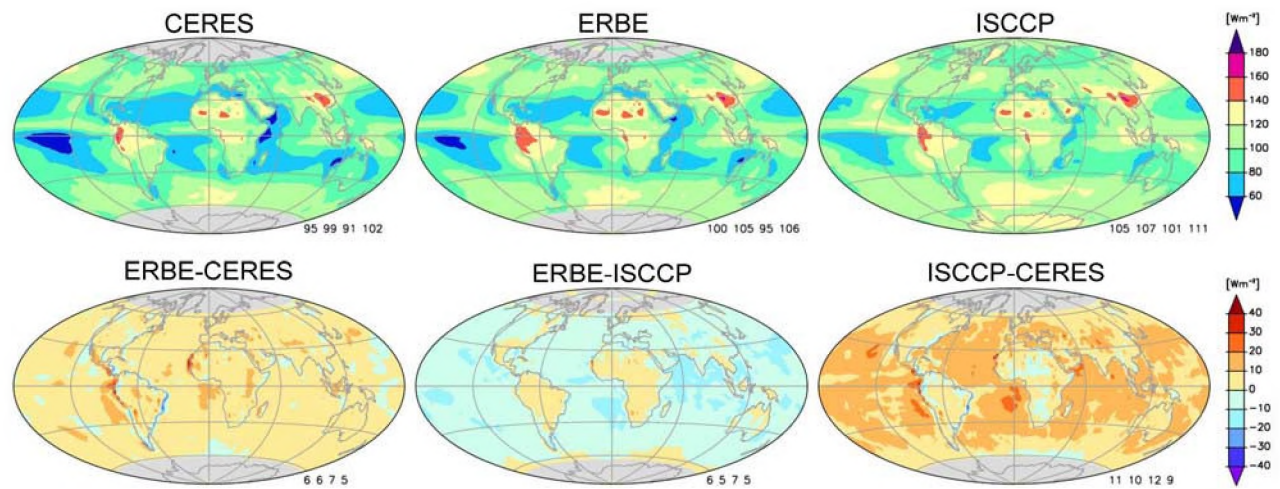 CERES
ERBE
ISCCP
[Wm⁻²]
180
160
140
120
100
80
60
95 99 91 102
100 105 95 106
105 107 101 111
ERBE-CERES
ERBE-ISCCP
ISCCP-CERES
[Wm⁻²]
40
30
20
10
0
-10
-20
-30
-40
6 6 7 5
6 5 7 5
11 10 12 9